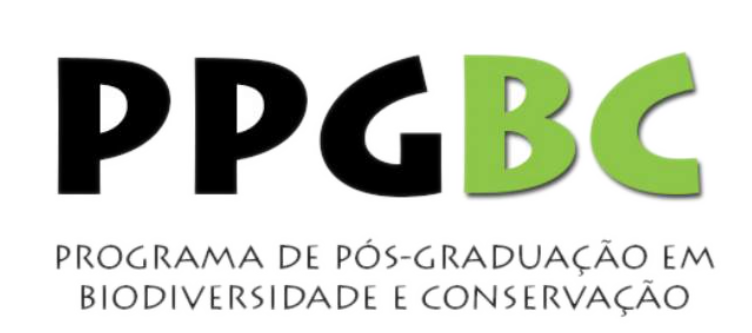 PPGBC
PROGRAMA DE PÓS-GRADUAÇÃO EM
BIODIVERSIDADE E CONSERVAÇÃO